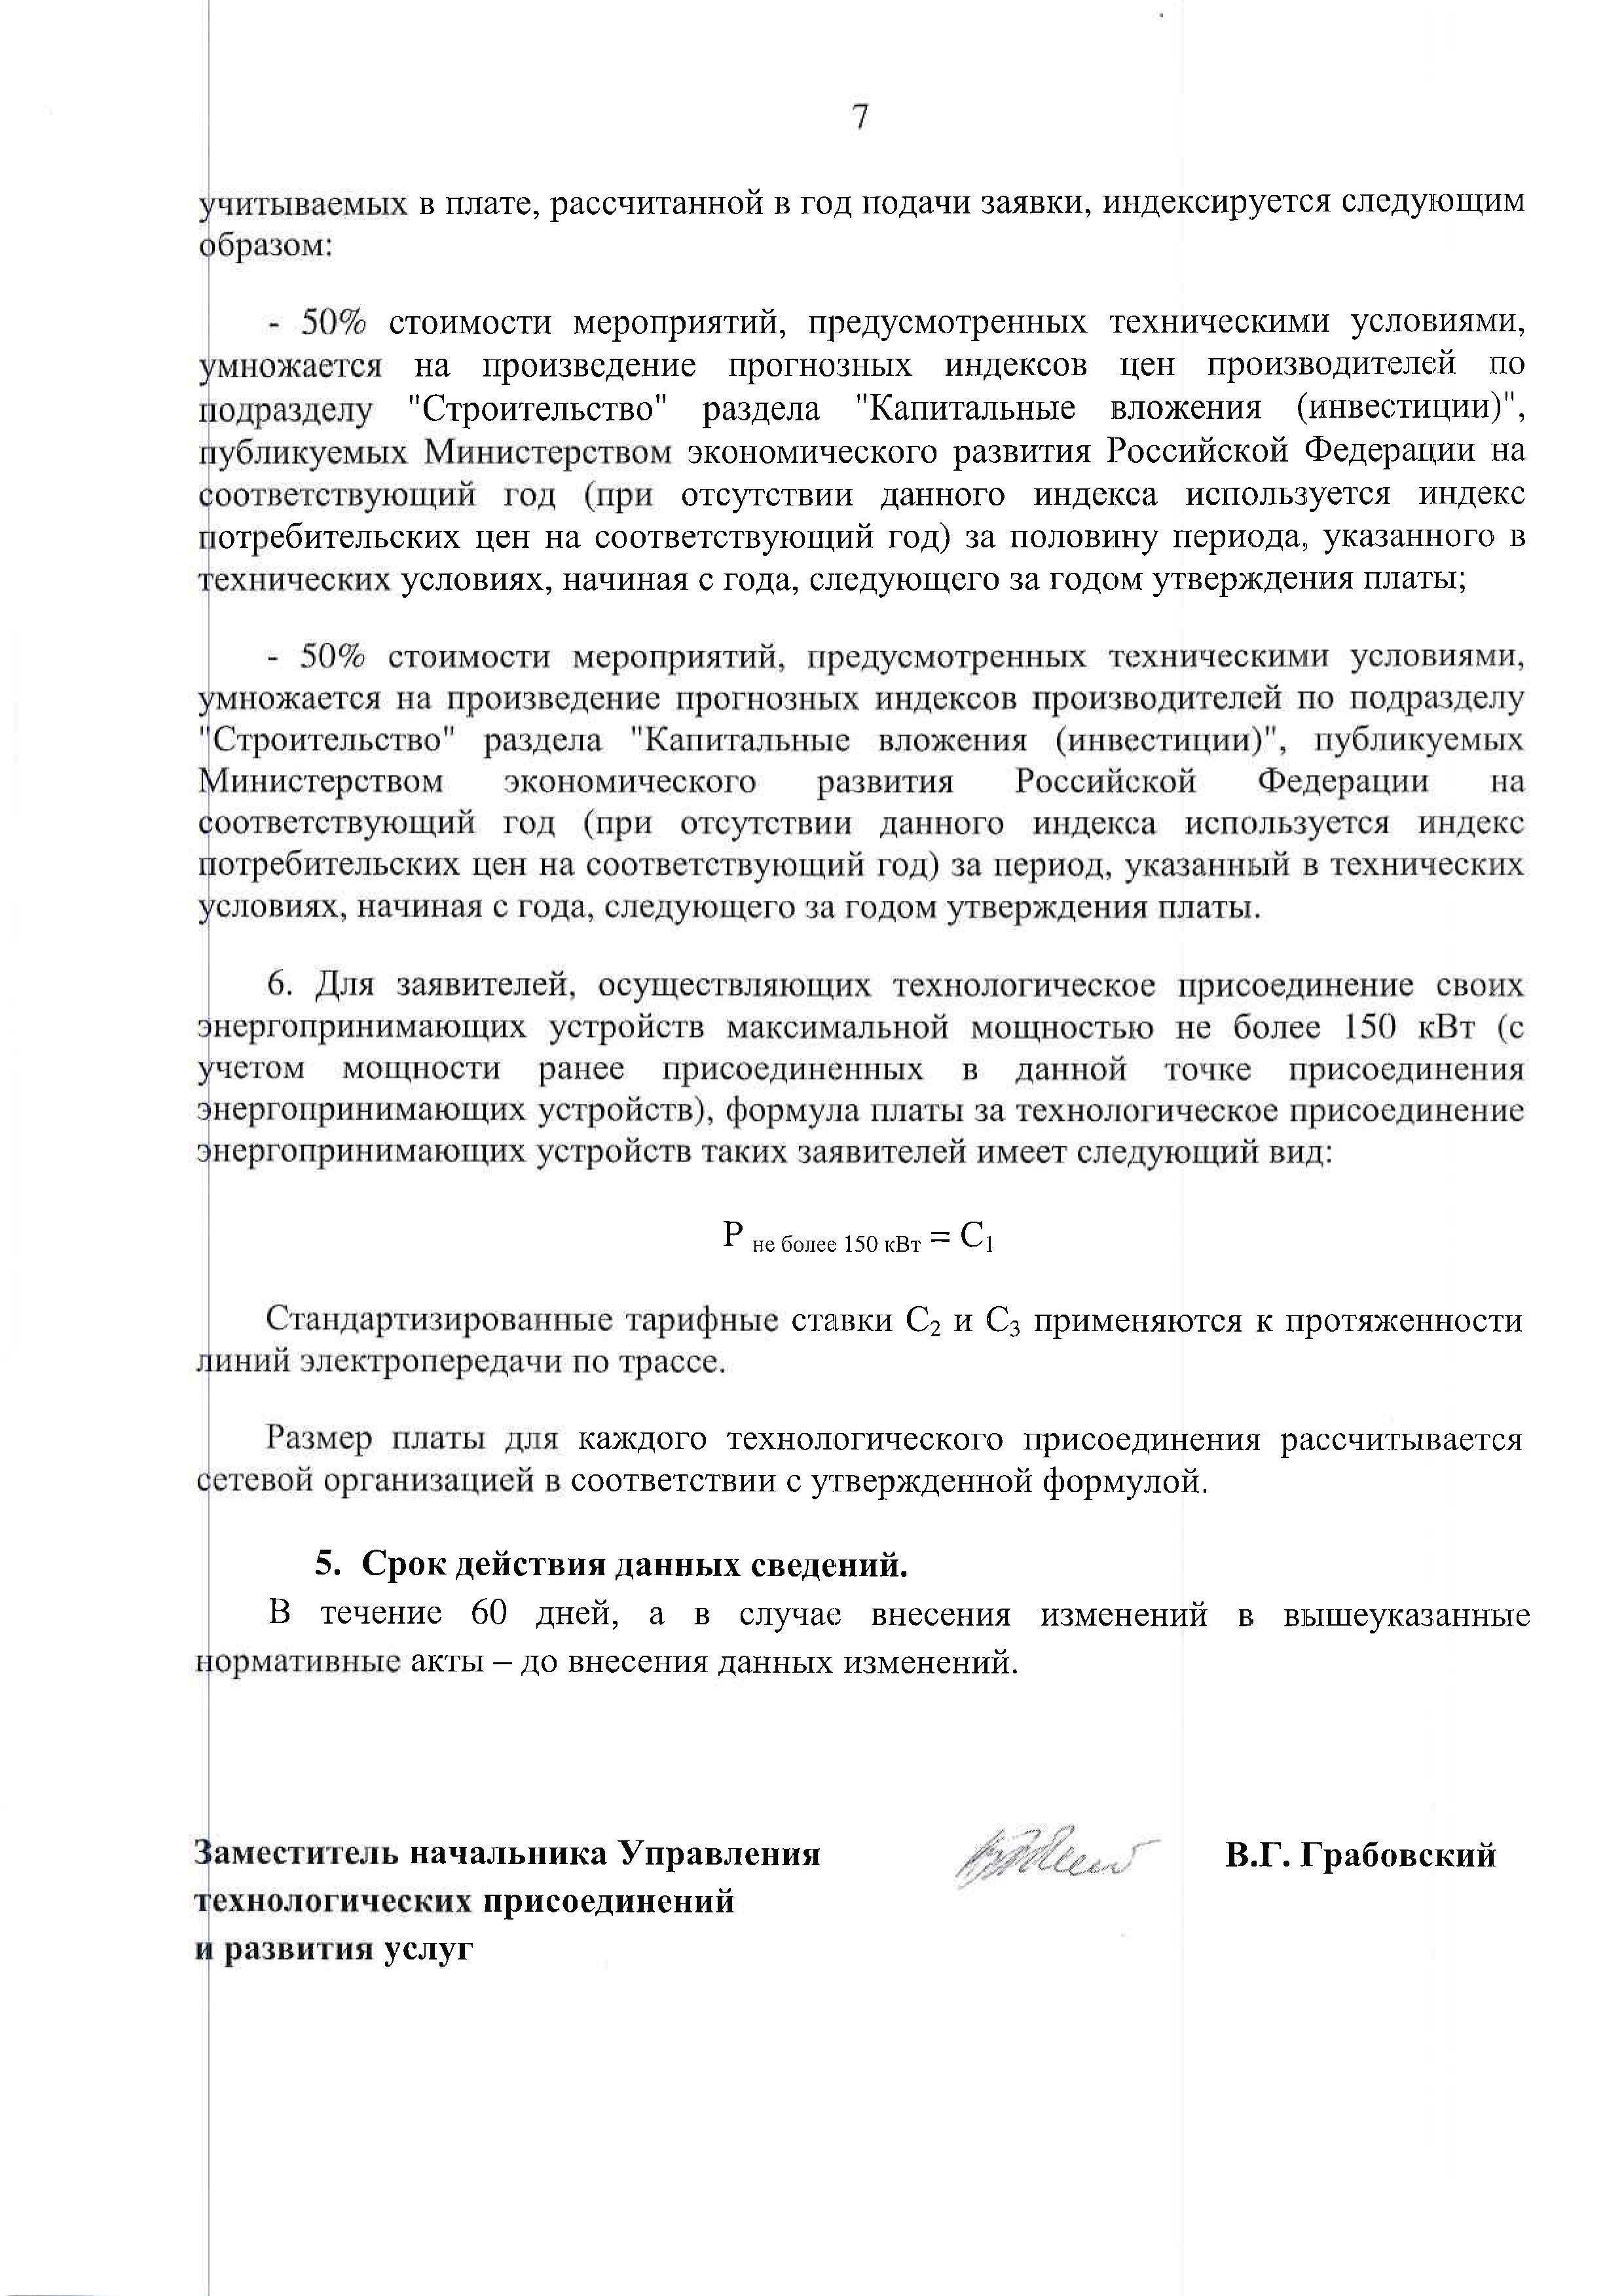 7
учитываемых в плате, рассчитанной в год подачи заявки, индексируется следующим
образом:
- 50% стоимости мероприятий, предусмотренных техническими условиями,
умножается на произведение прогнозных индексов цен производителей по
подразделу "Строительство" раздела "Капитальные вложения (инвестиции)",
публикуемых Министерством экономического развития Российской Федерации на
соответствующий год (при отсутствии данного индекса используется индекс
потребительских цен на соответствующий год) за половину периода, указанного в
технических условиях, начиная с года, следующего за годом утверждения платы;
- 50% стоимости мероприятий, предусмотренных техническими условиями,
умножается на произведение прогнозных индексов производителей по подразделу
"Строительство" раздела "Капитальные вложения (инвестиции)", публикуемых
Министерством экономического развития Российской Федерации на
соответствующий год (при отсутствии данного индекса используется индекс
потребительских цен на соответствующий год) за период, указанный в технических
условиях, начиная с года, следующего за годом утверждения платы.
6. Для заявителей, осуществляющих технологическое присоединение своих
энергопринимающих устройств максимальной мощностью не более 150 кВт (с
учетом мощности ранее присоединенных в данной точке присоединения
энергопринимающих устройств), формула платы за технологическое присоединение
энергопринимающих устройств таких заявителей имеет следующий вид:
Р не более 150 кВт = С₁
Стандартизированные тарифные ставки С₂ и С₃ применяются к протяженности
линий электропередачи по трассе.
Размер платы для каждого технологического присоединения рассчитывается
сетевой организацией в соответствии с утвержденной формулой.
5. Срок действия данных сведений.
В течение 60 дней, а в случае внесения изменений в вышеуказанные
нормативные акты – до внесения данных изменений.
Заместитель начальника Управления В.Г. Грабовский
технологических присоединений
и развития услуг